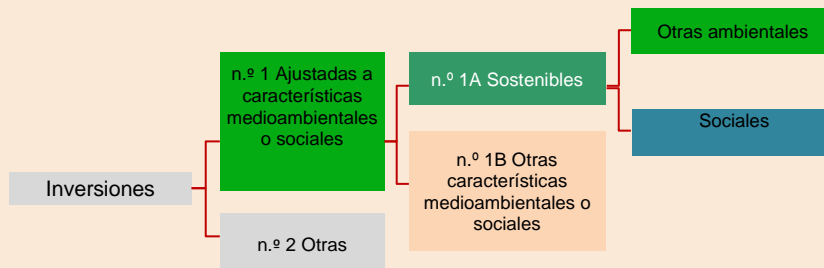 Inversiones
n.º 1 Ajustadas a
características
medioambientales
o sociales
n.º 2 Otras
n.º 1A Sostenibles
n.º 1B Otras
características
medioambientales o
sociales
Otras ambientales
Sociales